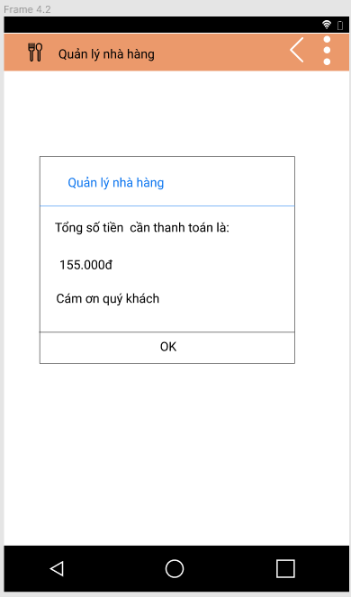 Frame 4.2
Quản lý nhà hàng
Quản lý nhà hàng
Tổng số tiền cần thanh toán là:
155.000đ
Cám ơn quý khách
OK